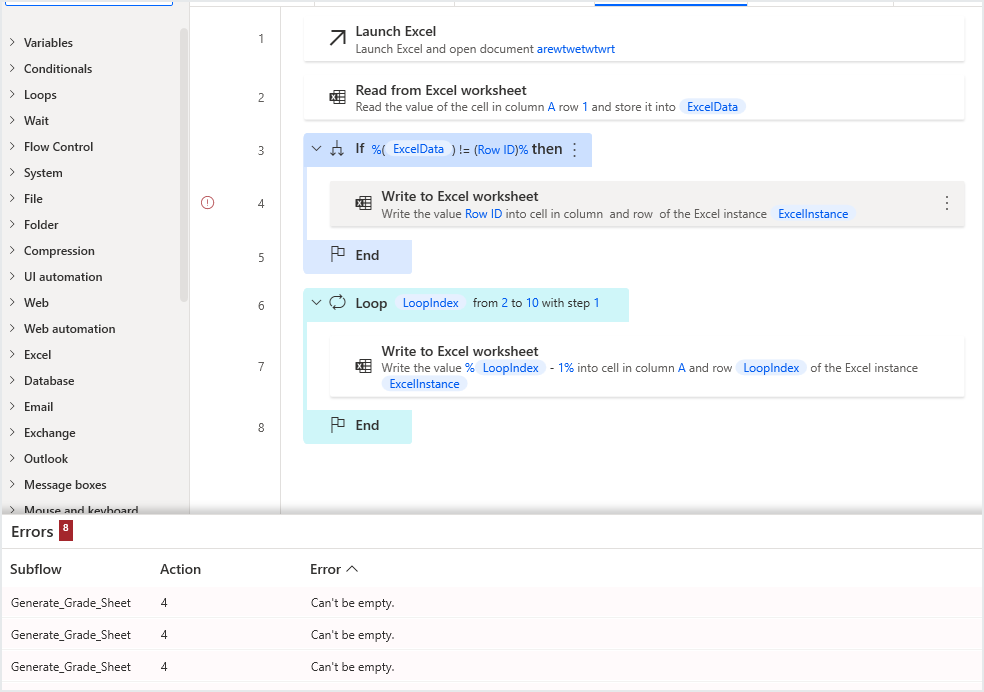 Variables
Conditionals
Loops
Wait
Flow Control
System
File
Folder
Compression
UI automation
Web
Web automation
Excel
Database
Email
Exchange
Outlook
Message boxes
Mouse and keyboard
1
Launch Excel
Launch Excel and open document arewtwetwtwrt
2
Read from Excel worksheet
Read the value of the cell in column A row 1 and store it into ExcelData
3
If %( ExcelData ) != (Row ID)% then
4
Write to Excel worksheet
Write the value Row ID into cell in column and row of the Excel instance ExcelInstance
5
End
6
Loop LoopIndex from 2 to 10 with step 1
7
Write to Excel worksheet
Write the value % LoopIndex - 1% into cell in column A and row LoopIndex of the Excel instance
ExcelInstance
8
End
Errors 8
Subflow Action Error
Generate_Grade_Sheet 4 Can't be empty.
Generate_Grade_Sheet 4 Can't be empty.
Generate_Grade_Sheet 4 Can't be empty.